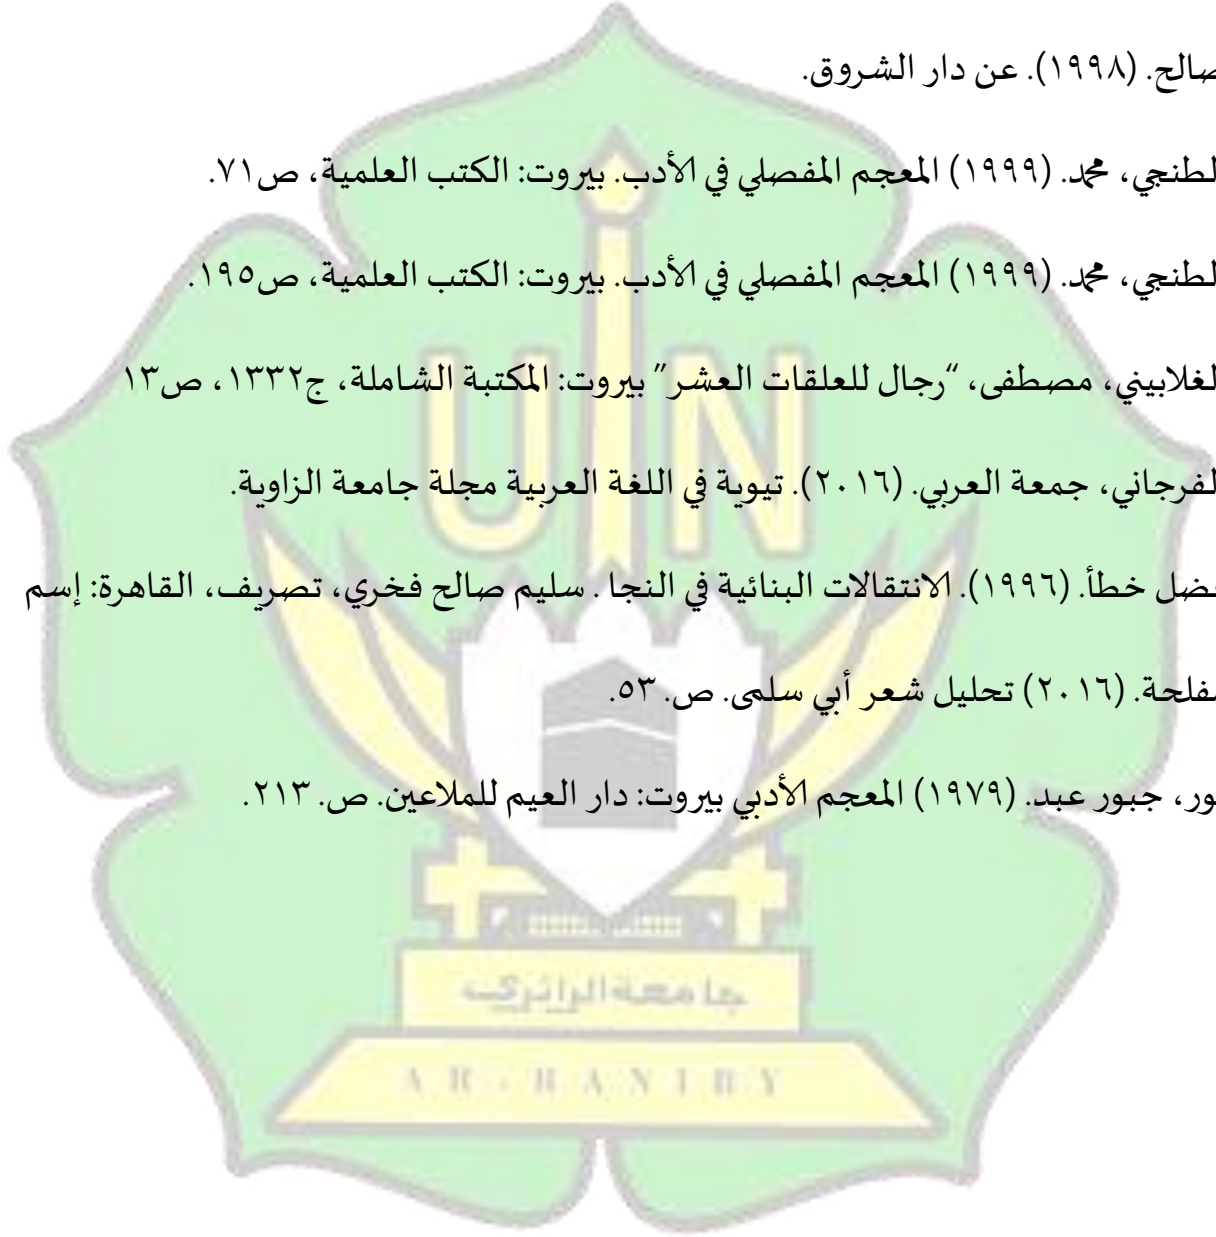 صالح. (١٩٩٨). عن دار الشروق.
لطنجي، محمد. (١٩٩٩) المعجم المفصلي في الأدب. بيروت: الكتب العلمية، ص٧١.
لطنجي، محمد. (١٩٩٩) المعجم المفصلي في الأدب. بيروت: الكتب العلمية، ص١٩٥.
لغلابيني، مصطفى، “رجال للعلقات العشر” بيروت: المكتبة الشاملة، ج١٣٣٢، ص١٣
لفرجاني، جمعة العربي. (٢٠١٦). تيوية في اللغة العربية مجلة جامعة الزاوية.
خطأ. (١٩٩٦). الانتقالات البنائية في النجا . سليم صالح فخري، تصريف، القاهرة: إسم
مفلحة. (٢٠١٦) تحليل شعر أبي سلمى. ص. ٥٣.
ور، جبور عبد. (١٩٧٩) المعجم الأدبي بيروت: دار العيم للملاعين. ص. ٢١٣.
UIN
جامعة الرانري
AR-RANIRY